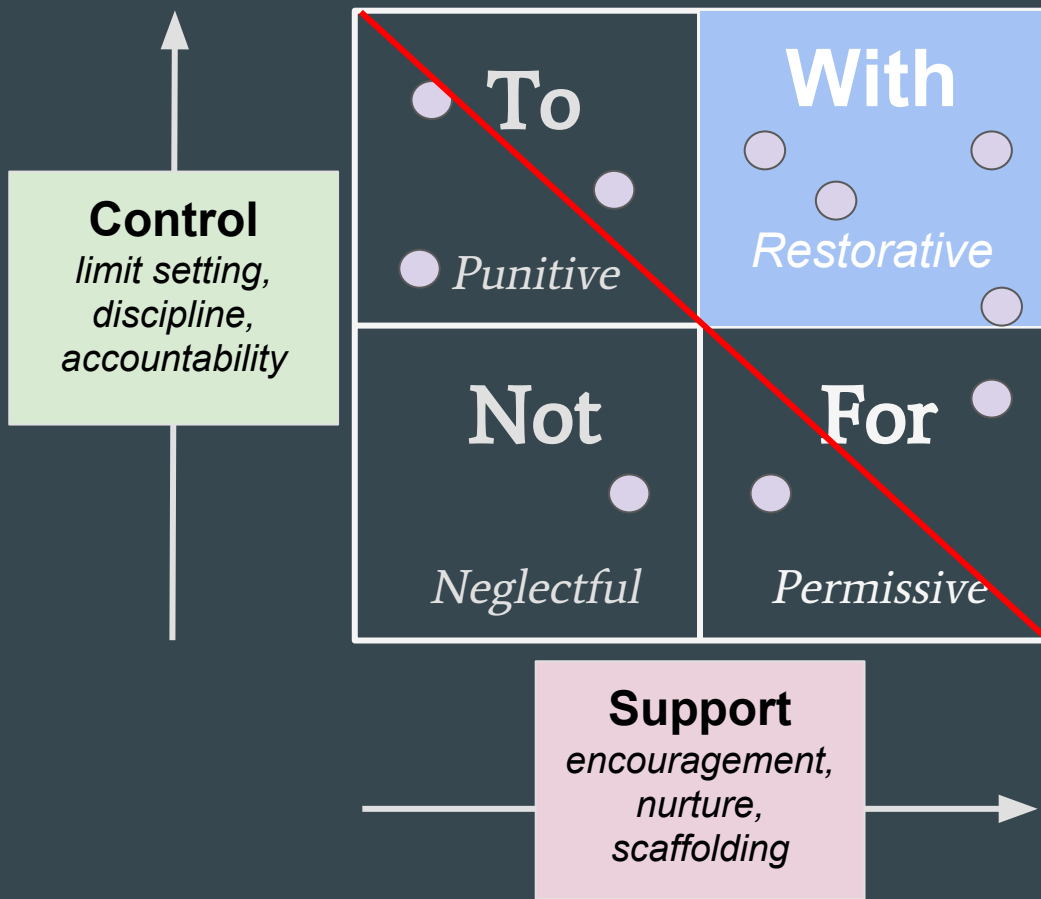 To
With
Control
limit setting,
discipline,
accountability
Punitive
Restorative
Not
For
Neglectful
Permissive
Support
encouragement,
nurture,
scaffolding